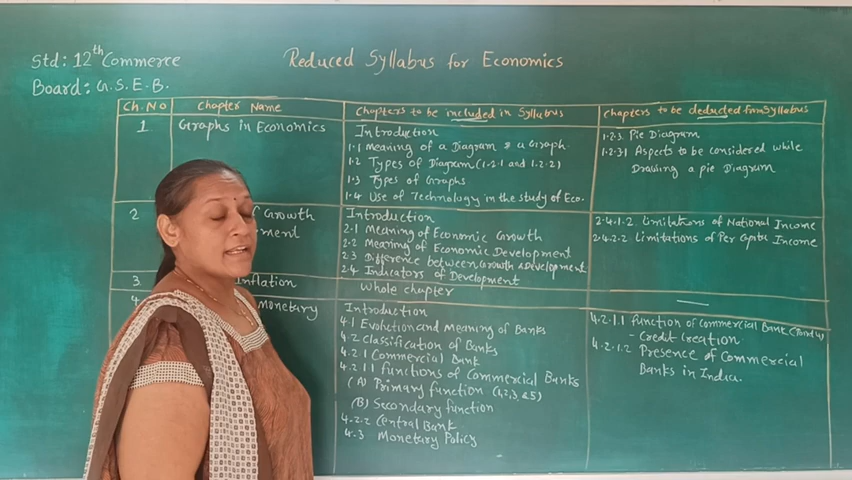 Std: 12th Commerce
Reduced Syllabus for Economics
Board: G.S.E.B.
Ch.No
Chapter Name
Chapters to be included in Syllabus
Chapters to be deducted from Syllabus
1
Graphs in Economics
Introduction
1.1 Meaning of a Diagram & a Graph.
1.2 Types of Diagram (1.2.1 and 1.2.2)
1.3 Types of Graphs
1.4 Use of Technology in the study of Eco.
1.2.3 Pie Diagram
1.2.3.1 Aspects to be considered while
Drawing a pie Diagram
2
Growth
ment
Introduction
2.1 Meaning of Economic Growth
2.2 Meaning of Economic Development
2.3 Difference between Growth & Development
2.4 Indicators of Development
2.4.1.2 Limitations of National Income
2.4.2.2 Limitations of Per Capita Income
3
Inflation
Whole chapter
4
Monetary
Introduction
4.1 Evolution and Meaning of Banks
4.2 Classification of Banks
4.2.1 Commercial Bank
4.2.1.1 Functions of Commercial Banks
(A) Primary function (1,2,3, & 5)
(B) Secondary function
4.2.2 Central Bank
4.3 Monetary Policy
4.2.1.1 Function of Commercial Bank
- Credit Creation
4.2.1.2 Presence of Commercial
Banks in India.